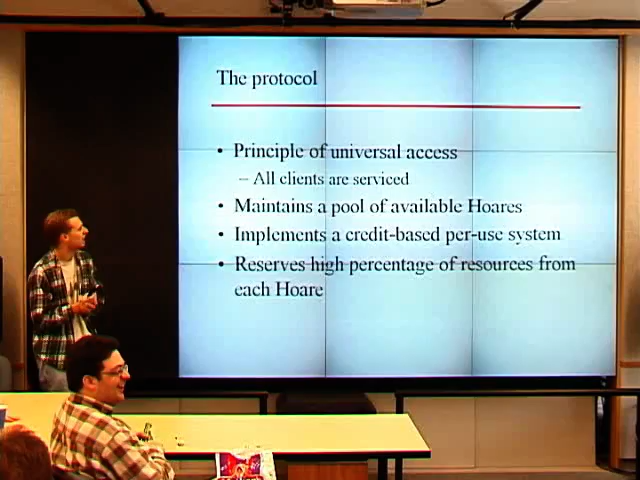 The protocol
• Principle of universal access
– All clients are serviced
• Maintains a pool of available Hoares
• Implements a credit-based per-use system
• Reserves high percentage of resources from
each Hoare